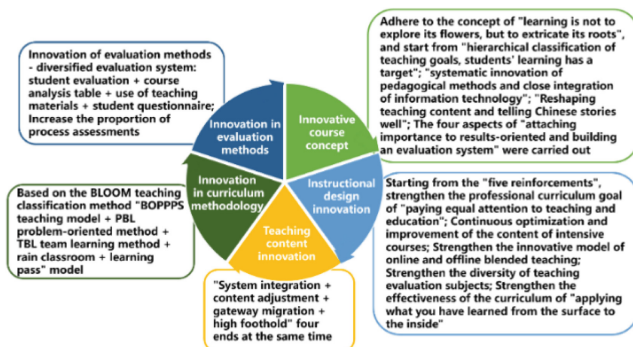 Innovation of evaluation methods
- diversified evaluation system:
student evaluation + course
analysis table + use of teaching
materials + student questionnaire;
Increase the proportion of
process assessments
Adhere to the concept of "learning is not to
explore its flowers, but to extricate its roots",
and start from "hierarchical classification of
teaching goals, students' learning has a
target"; "systematic innovation of
pedagogical methods and close integration
of information technology"; "Reshaping
teaching content and telling Chinese stories
well"; The four aspects of "attaching
importance to results-oriented and building
an evaluation system" were carried out
Innovation in
evaluation
methods
Innovative
course
concept
Innovation
in curriculum
methodology
Instructional
design
innovation
Teaching
content
innovation
Based on the BLOOM teaching
classification method "BOPPPS
teaching model + PBL
problem-oriented method +
TBL team learning method +
rain classroom + learning
pass" model
Starting from the "five reinforcements",
strengthen the professional curriculum goal
of "paying equal attention to teaching and
education"; Continuous optimization and
improvement of the content of intensive
courses; Strengthen the innovative model of
online and offline blended teaching;
Strengthen the diversity of teaching
evaluation subjects; Strengthen the
effectiveness of the curriculum of "applying
what you have learned from the surface to
the inside"
"System integration +
content adjustment +
gateway migration +
high foothold" four
ends at the same time